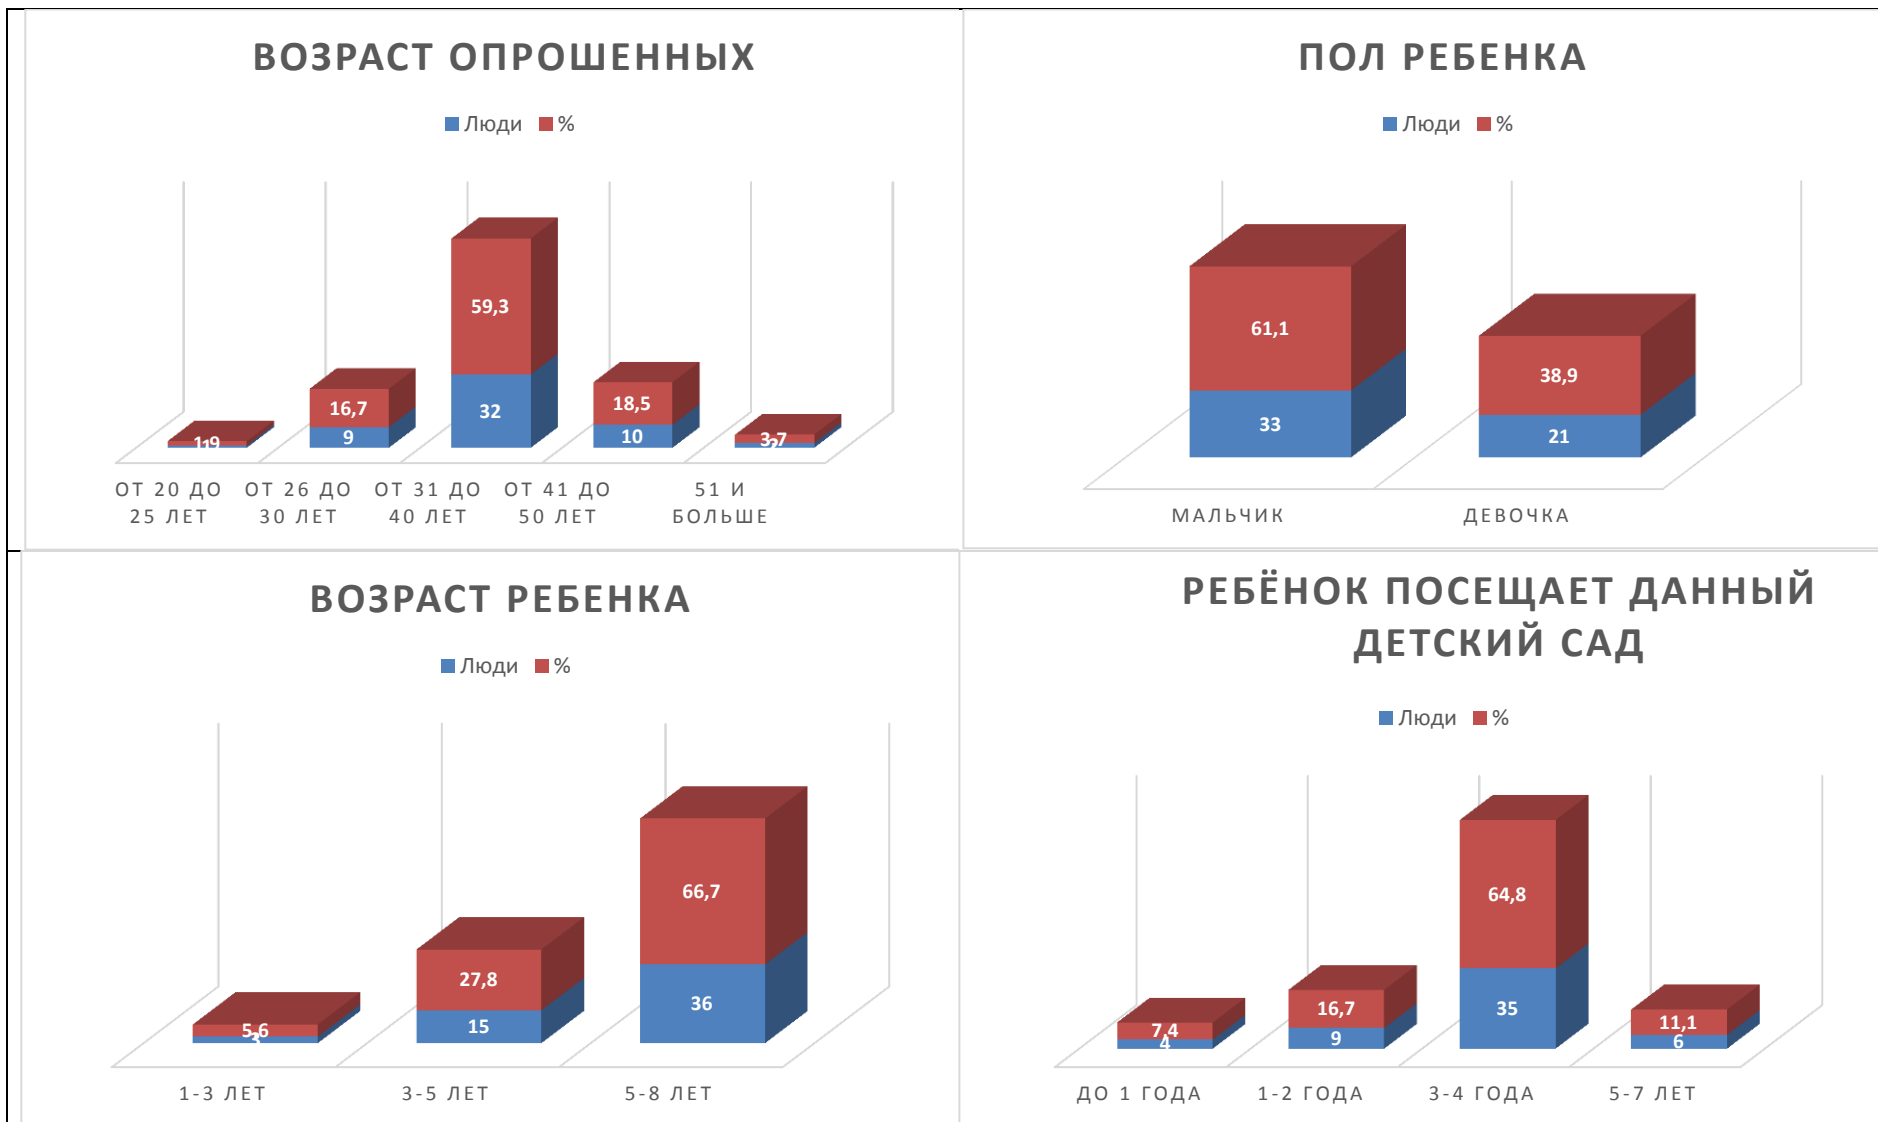 ВОЗРАСТ ОПРОШЕННЫХ
Люди %
59,3
32
16,7
9
18,5
10
1,9
1
3,7
2
ОТ 20 ДО 25 ЛЕТ
ОТ 26 ДО 30 ЛЕТ
ОТ 31 ДО 40 ЛЕТ
ОТ 41 ДО 50 ЛЕТ
51 И БОЛЬШЕ
ПОЛ РЕБЕНКА
Люди %
61,1
33
38,9
21
МАЛЬЧИК
ДЕВОЧКА
ВОЗРАСТ РЕБЕНКА
Люди %
5,6
3
27,8
15
66,7
36
1-3 ЛЕТ
3-5 ЛЕТ
5-8 ЛЕТ
РЕБЁНОК ПОСЕЩАЕТ ДАННЫЙ
ДЕТСКИЙ САД
Люди %
7,4
4
16,7
9
64,8
35
11,1
6
ДО 1 ГОДА
1-2 ГОДА
3-4 ГОДА
5-7 ЛЕТ